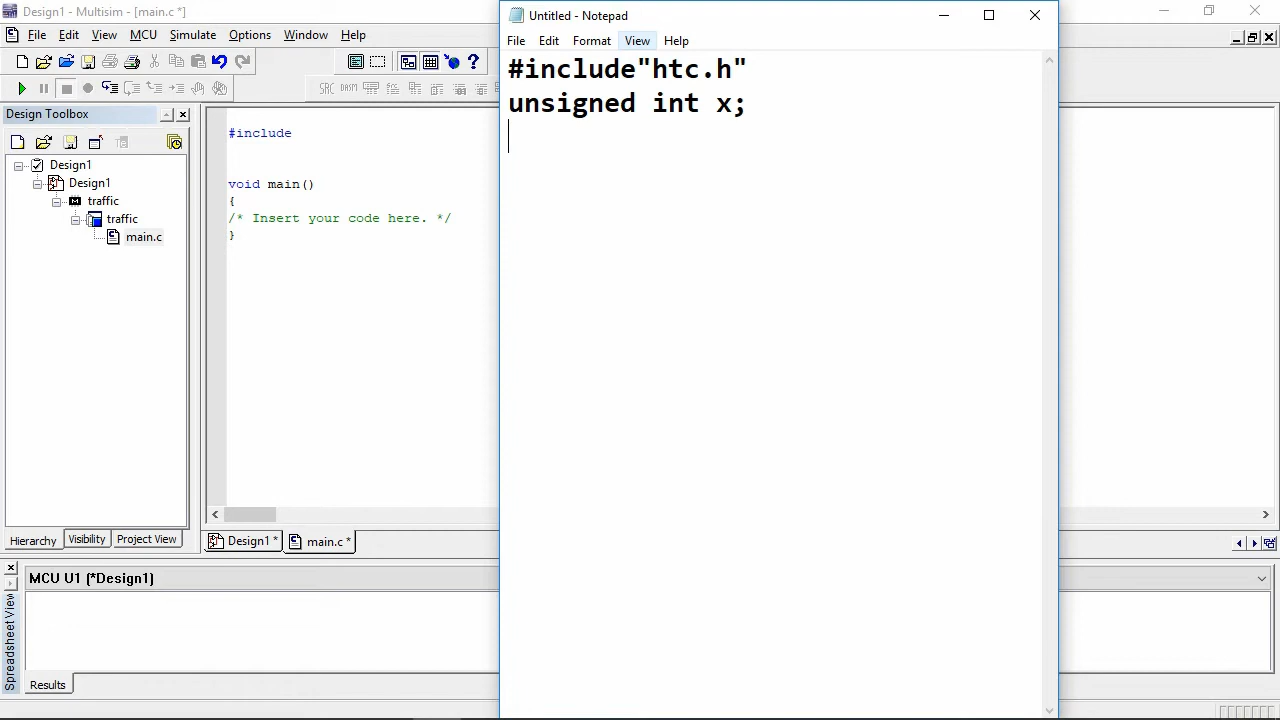 Design1 - Multisim - [main.c *]
File Edit View MCU Simulate Options Window Help
Design Toolbox
Design1
Design1
traffic
traffic
main.c
Hierarchy Visibility Project View
#include
void main()
{
/* Insert your code here. */
}
Design1 * main.c *
Spreadsheet View
MCU U1 (*Design1)
Results
Untitled - Notepad
File Edit Format View Help
#include"htc.h"
unsigned int x;